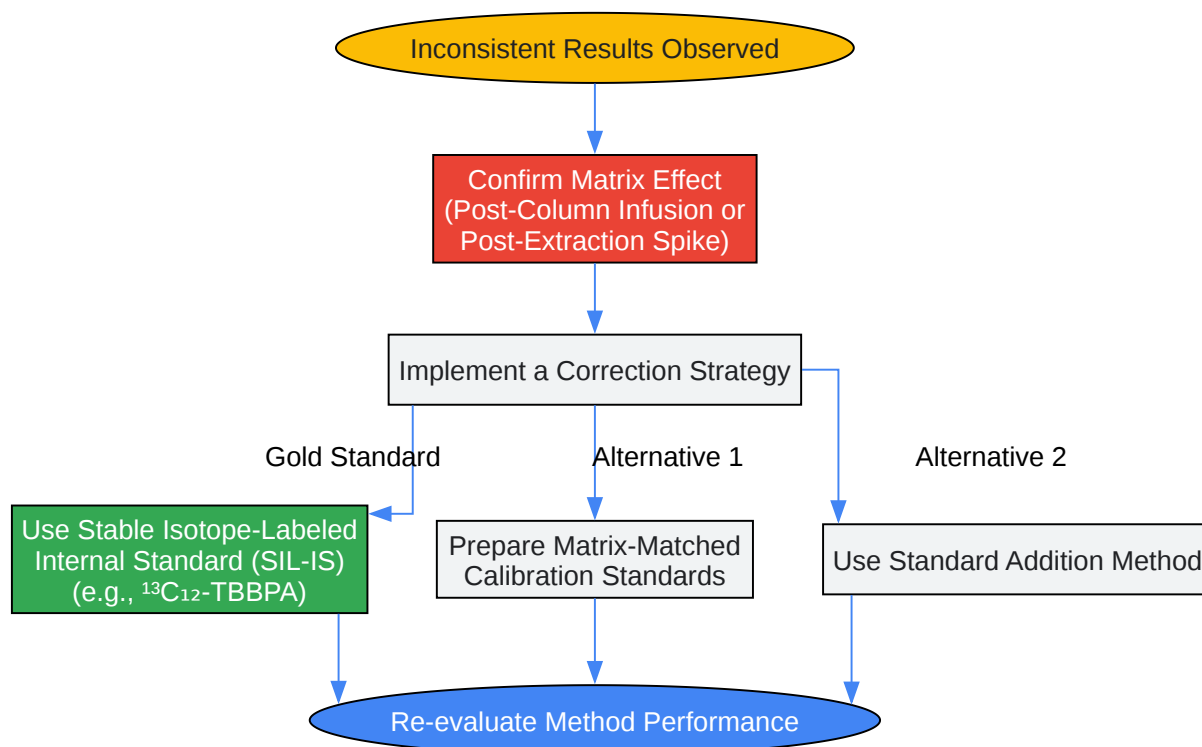 Inconsistent Results Observed
Confirm Matrix Effect
(Post-Column Infusion or
Post-Extraction Spike)
Implement a Correction Strategy
Gold Standard
Alternative 1
Alternative 2
Use Stable Isotope-Labeled
Internal Standard (SIL-IS)
(e.g., ¹³C₁₂-TBBPA)
Prepare Matrix-Matched
Calibration Standards
Use Standard Addition Method
Re-evaluate Method Performance